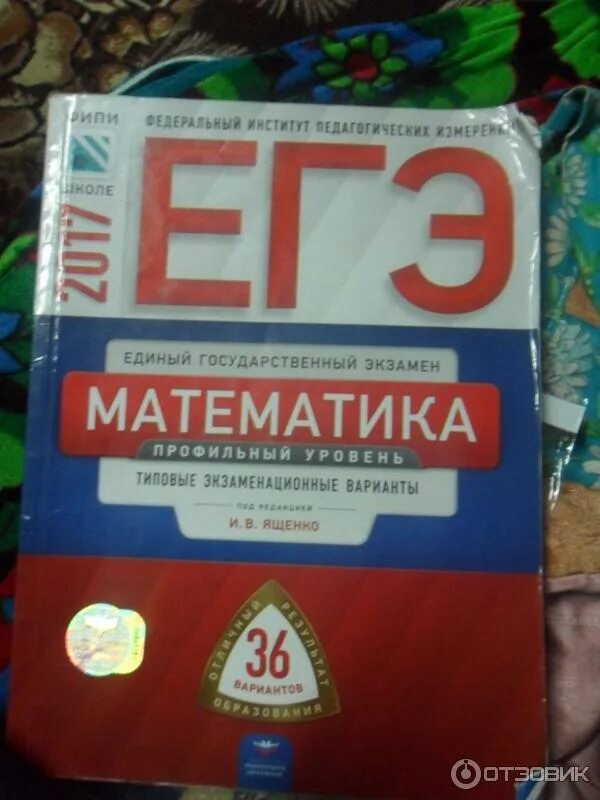 ФИПИ
ШКОЛЕ
2017
ФЕДЕРАЛЬНЫЙ ИНСТИТУТ ПЕДАГОГИЧЕСКИХ ИЗМЕРЕНИЙ
ЕГЭ
ЕДИНЫЙ ГОСУДАРСТВЕННЫЙ ЭКЗАМЕН
МАТЕМАТИКА
ПРОФИЛЬНЫЙ УРОВЕНЬ
ТИПОВЫЕ ЭКЗАМЕНАЦИОННЫЕ ВАРИАНТЫ
ПОД РЕДАКЦИЕЙ
И. В. ЯЩЕНКО
ОТЛИЧНЫЙ
РЕЗУЛЬТАТ
36
ВАРИАНТОВ
ОБРАЗОВАНИЯ
ОТЗОВИК